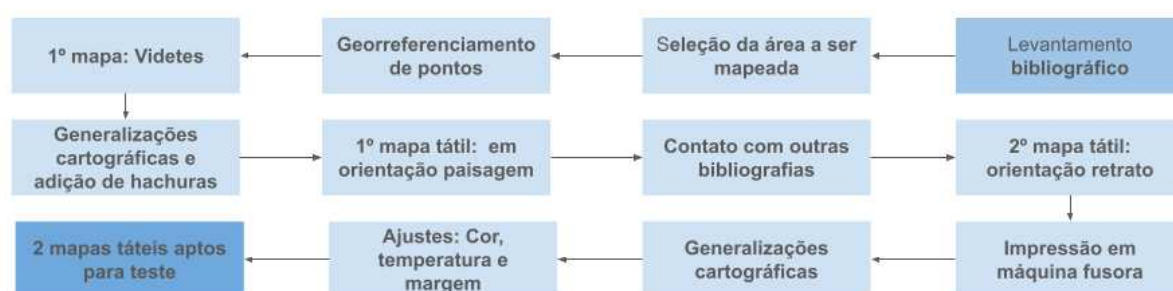 1º mapa: Videtes
Georreferenciamento
de pontos
Seleção da área a ser
mapeada
Levantamento
bibliográfico
Generalizações
cartográficas e
adição de hachuras
1º mapa tátil: em
orientação paisagem
Contato com outras
bibliografias
2º mapa tátil:
orientação retrato
2 mapas táteis aptos
para teste
Ajustes: Cor,
temperatura e
margem
Generalizações
cartográficas
Impressão em
máquina fusora